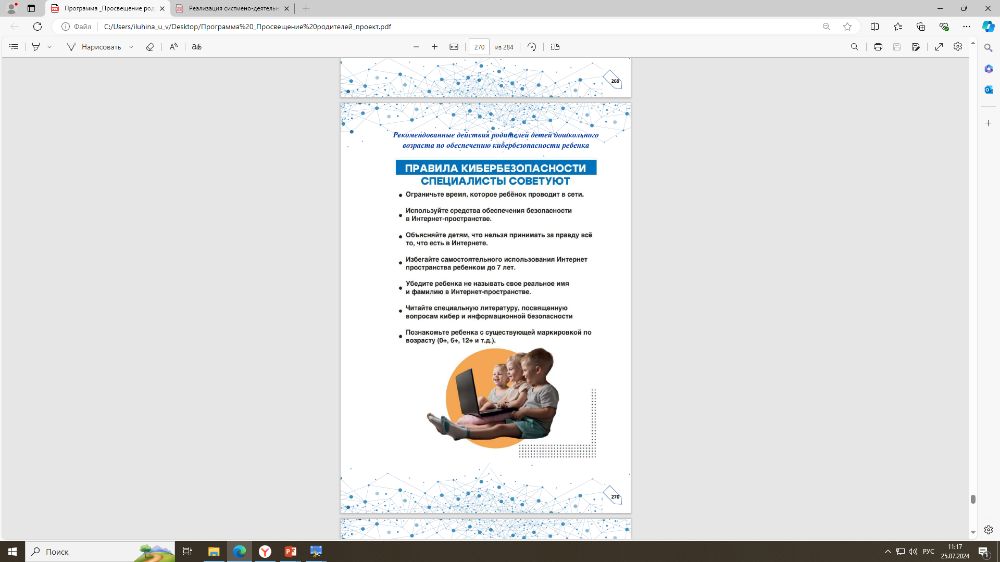 Программа _Просвещение род
Реализация систмено-деятельн
Файл
C:/Users/iluhina_u_v/Desktop/Программа%20_Просвещение%20родителей_проект.pdf
Нарисовать
270 из 284
269
Рекомендованные действия родителей детей дошкольного
возраста по обеспечению кибербезопасности ребенка
ПРАВИЛА КИБЕРБЕЗОПАСНОСТИ
СПЕЦИАЛИСТЫ СОВЕТУЮТ
• Ограничьте время, которое ребёнок проводит в сети.
• Используйте средства обеспечения безопасности
в Интернет-пространстве.
• Объясняйте детям, что нельзя принимать за правду всё
то, что есть в Интернете.
• Избегайте самостоятельного использования Интернет
пространства ребенком до 7 лет.
• Убедите ребенка не называть свое реальное имя
и фамилию в Интернет-пространстве.
• Читайте специальную литературу, посвященную
вопросам кибер и информационной безопасности
• Познакомьте ребенка с существующей маркировкой по
возрасту (0+, 6+, 12+ и т.д.).
270
Поиск
РУС
11:17
25.07.2024
1